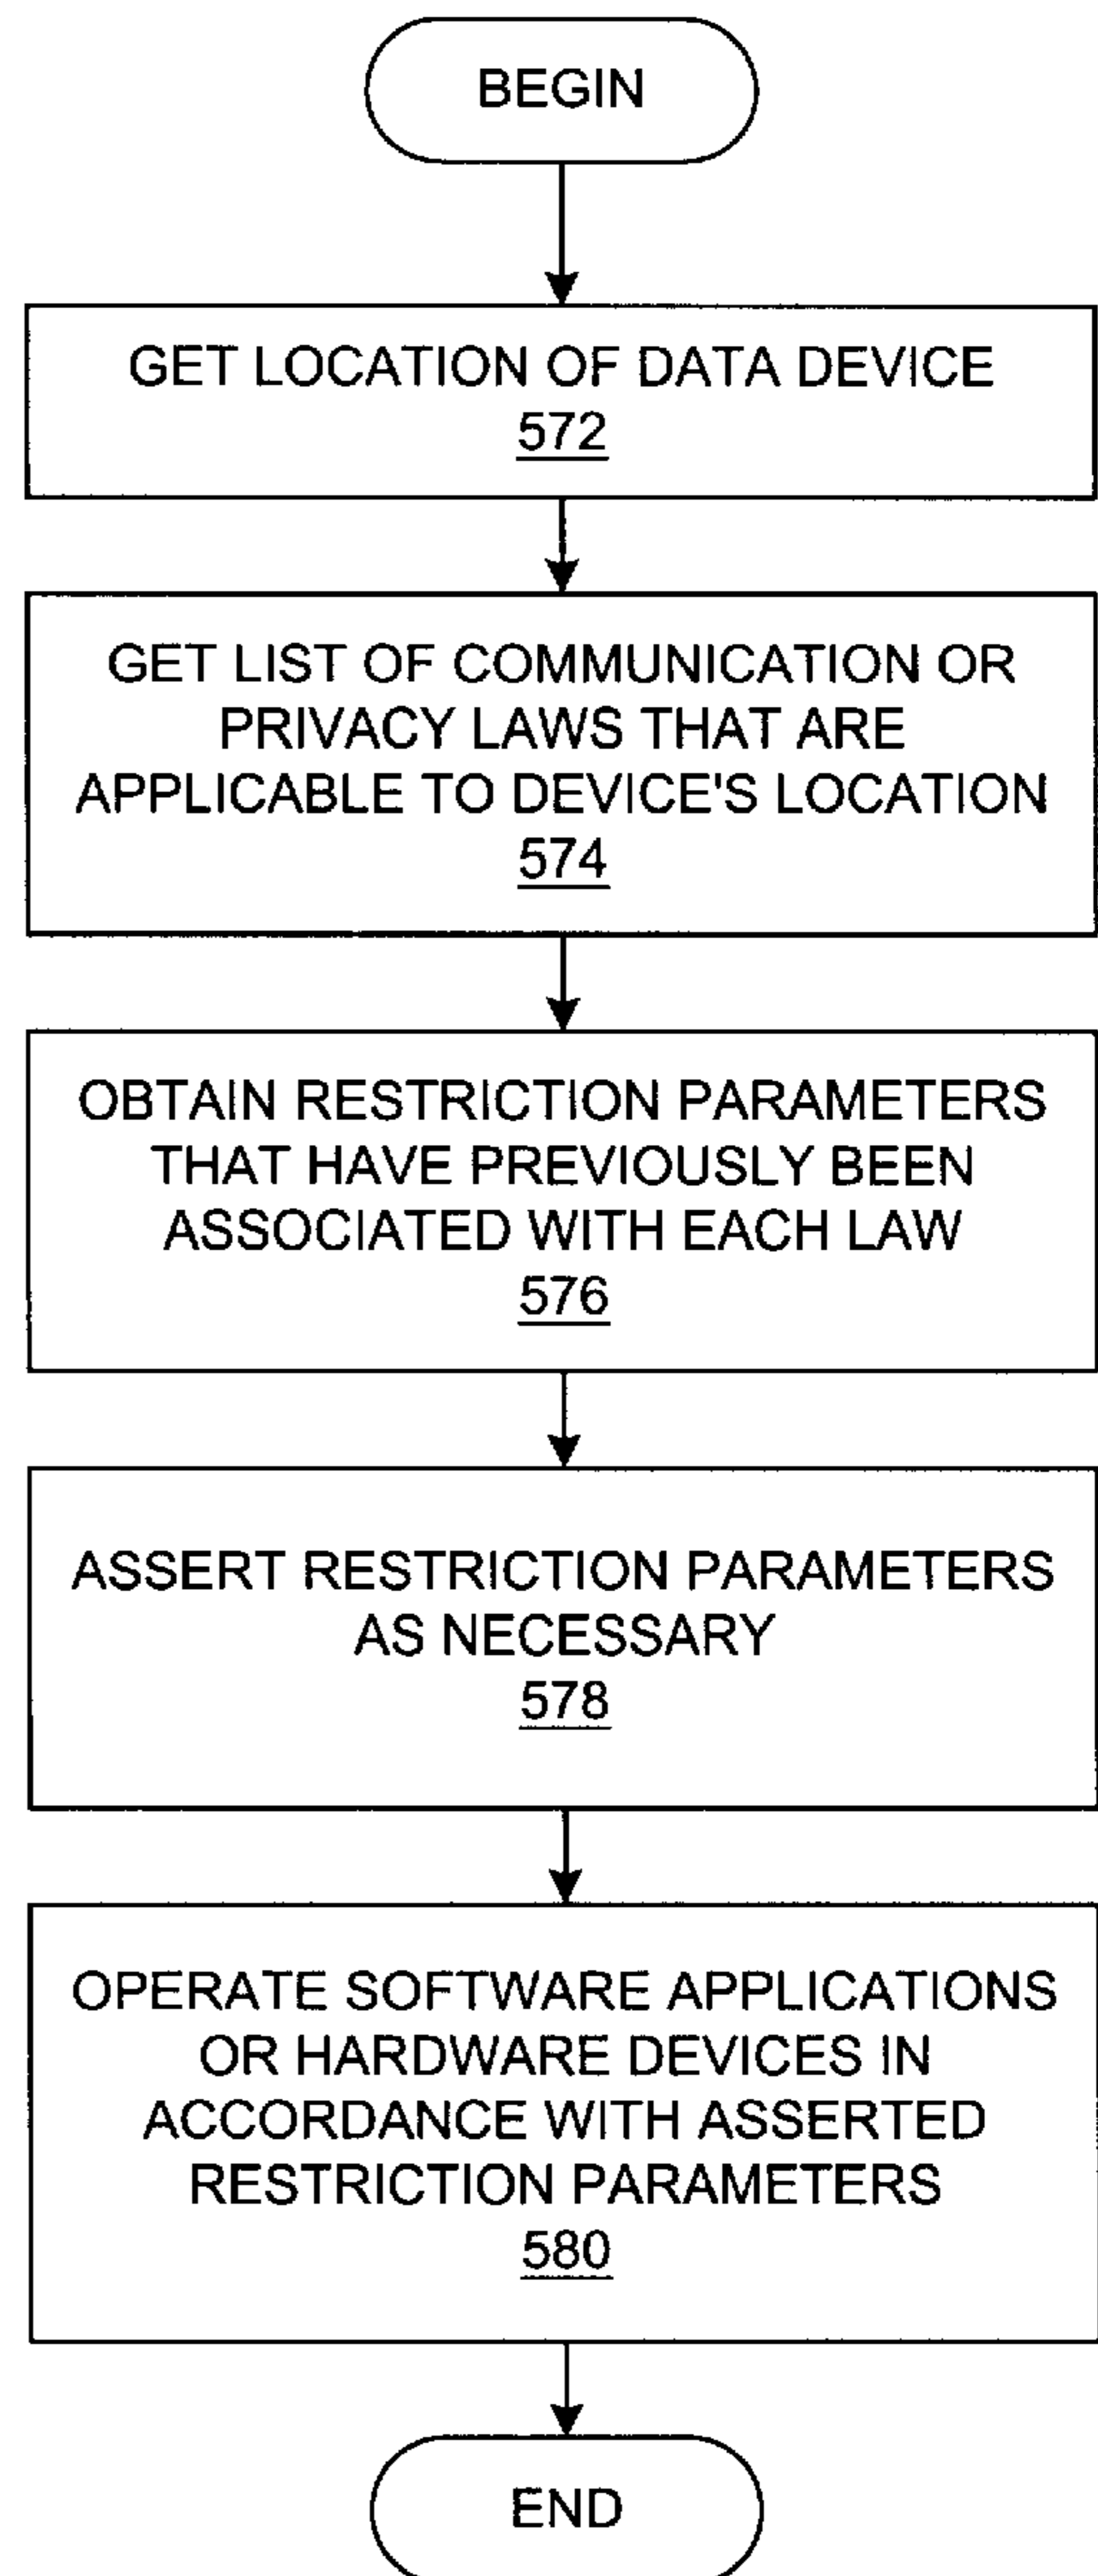 BEGIN
GET LOCATION OF DATA DEVICE
572
GET LIST OF COMMUNICATION OR
PRIVACY LAWS THAT ARE
APPLICABLE TO DEVICE'S LOCATION
574
OBTAIN RESTRICTION PARAMETERS
THAT HAVE PREVIOUSLY BEEN
ASSOCIATED WITH EACH LAW
576
ASSERT RESTRICTION PARAMETERS
AS NECESSARY
578
OPERATE SOFTWARE APPLICATIONS
OR HARDWARE DEVICES IN
ACCORDANCE WITH ASSERTED
RESTRICTION PARAMETERS
580
END